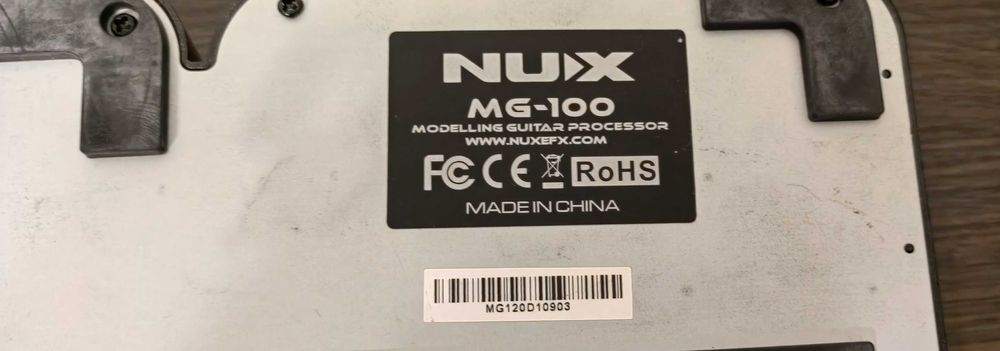 NUX
MG-100
MODELLING GUITAR PROCESSOR
WWW.NUXEFX.COM
FC CE RoHS
MADE IN CHINA
MG120D10903